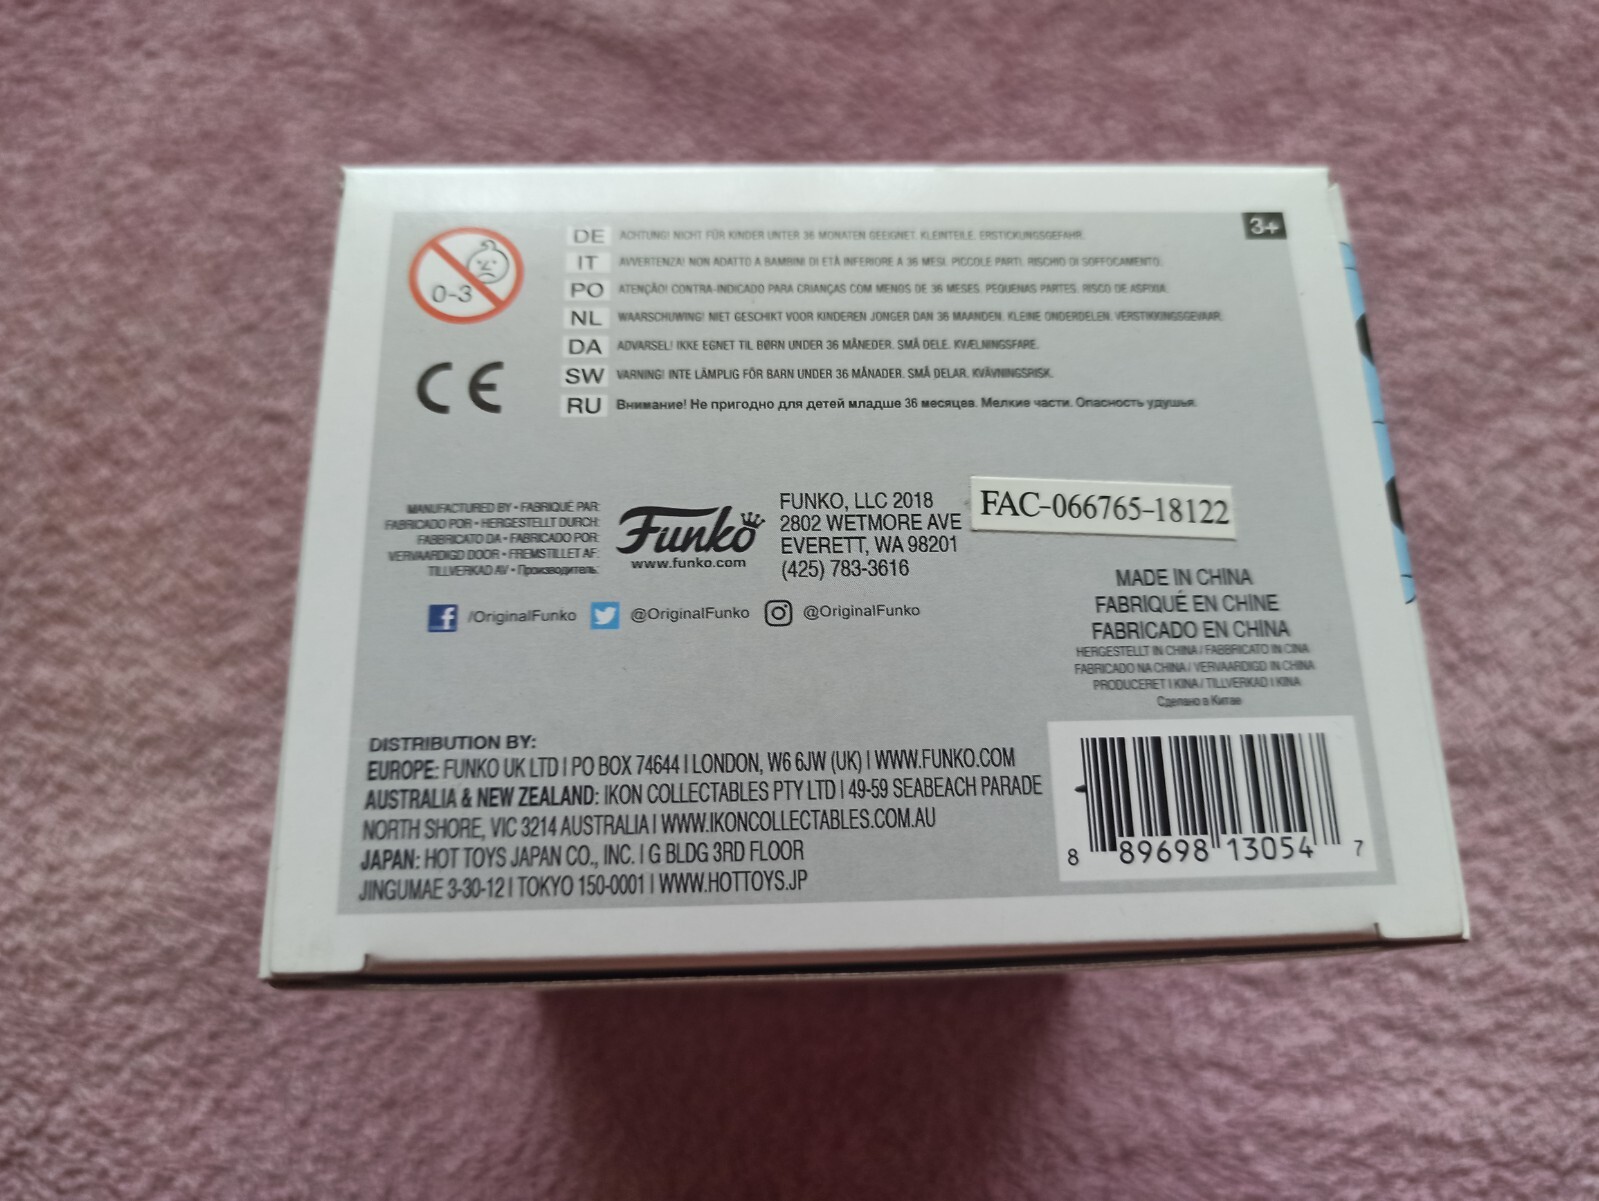 3+
0-3
DE ACHTUNG! NICHT FÜR KINDER UNTER 36 MONATEN GEEIGNET. KLEINTEILE. ERSTICKUNGSGEFAHR.
IT AVVERTENZA! NON ADATTO A BAMBINI DI ETÀ INFERIORE A 36 MESI. PICCOLE PARTI. RISCHIO DI SOFFOCAMENTO.
PO ATENÇÃO! CONTRA-INDICADO PARA CRIANÇAS COM MENOS DE 36 MESES. PEQUENAS PARTES. RISCO DE ASFIXIA.
NL WAARSCHUWING! NIET GESCHIKT VOOR KINDEREN JONGER DAN 36 MAANDEN. KLEINE ONDERDELEN. VERSTIKKINGSGEVAAR.
DA ADVARSEL! IKKE EGNET TIL BØRN UNDER 36 MÅNEDER. SMÅ DELE. KVÆLNINGSFARE.
SW VARNING! INTE LÄMPLIG FÖR BARN UNDER 36 MÅNADER. SMÅ DELAR. KVÄVNINGSRISK.
RU Внимание! Не пригодно для детей младше 36 месяцев. Мелкие части. Опасность удушья.
CE
MANUFACTURED BY • FABRIQUÉ PAR:
FABRICADO POR • HERGESTELLT DURCH:
FABBRICATO DA • FABRICADO POR:
VERVAARDIGD DOOR • FREMSTILLET AF:
TILLVERKAD AV • Производитель:
Funko
www.funko.com
FUNKO, LLC 2018
2802 WETMORE AVE
EVERETT, WA 98201
(425) 783-3616
FAC-066765-18122
/OriginalFunko @OriginalFunko @OriginalFunko
MADE IN CHINA
FABRIQUÉ EN CHINE
FABRICADO EN CHINA
HERGESTELLT IN CHINA / FABBRICATO IN CINA
FABRICADO NA CHINA / VERVAARDIGD IN CHINA
PRODUCERET I KINA / TILLVERKAD I KINA
Сделано в Китае
DISTRIBUTION BY:
EUROPE: FUNKO UK LTD | PO BOX 74644 | LONDON, W6 6JW (UK) | WWW.FUNKO.COM
AUSTRALIA & NEW ZEALAND: IKON COLLECTABLES PTY LTD | 49-59 SEABEACH PARADE
NORTH SHORE, VIC 3214 AUSTRALIA | WWW.IKONCOLLECTABLES.COM.AU
JAPAN: HOT TOYS JAPAN CO., INC. | G BLDG 3RD FLOOR
JINGUMAE 3-30-12 | TOKYO 150-0001 | WWW.HOTTOYS.JP
8 89698 13054 7